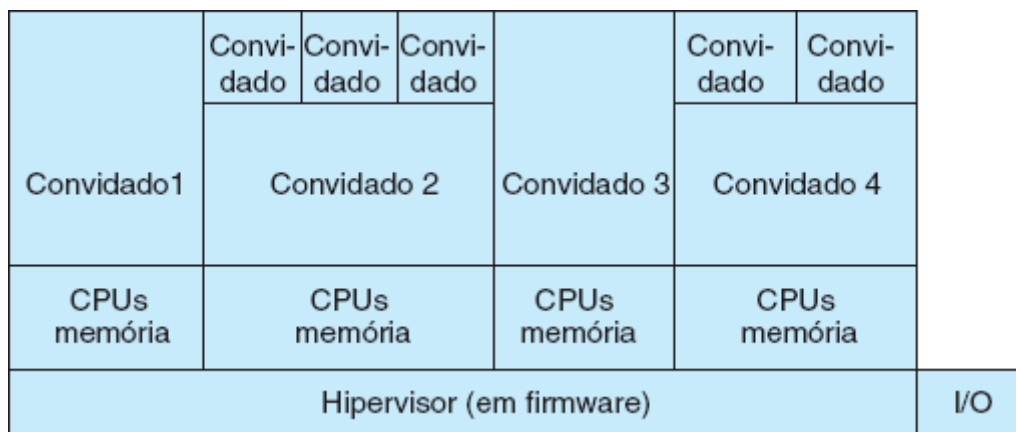 Convi-
dado
Convi-
dado
Convi-
dado
Convi-
dado
Convi-
dado
Convidado1
Convidado 2
Convidado 3
Convidado 4
CPUs
memória
CPUs
memória
CPUs
memória
CPUs
memória
Hipervisor (em firmware)
I/O